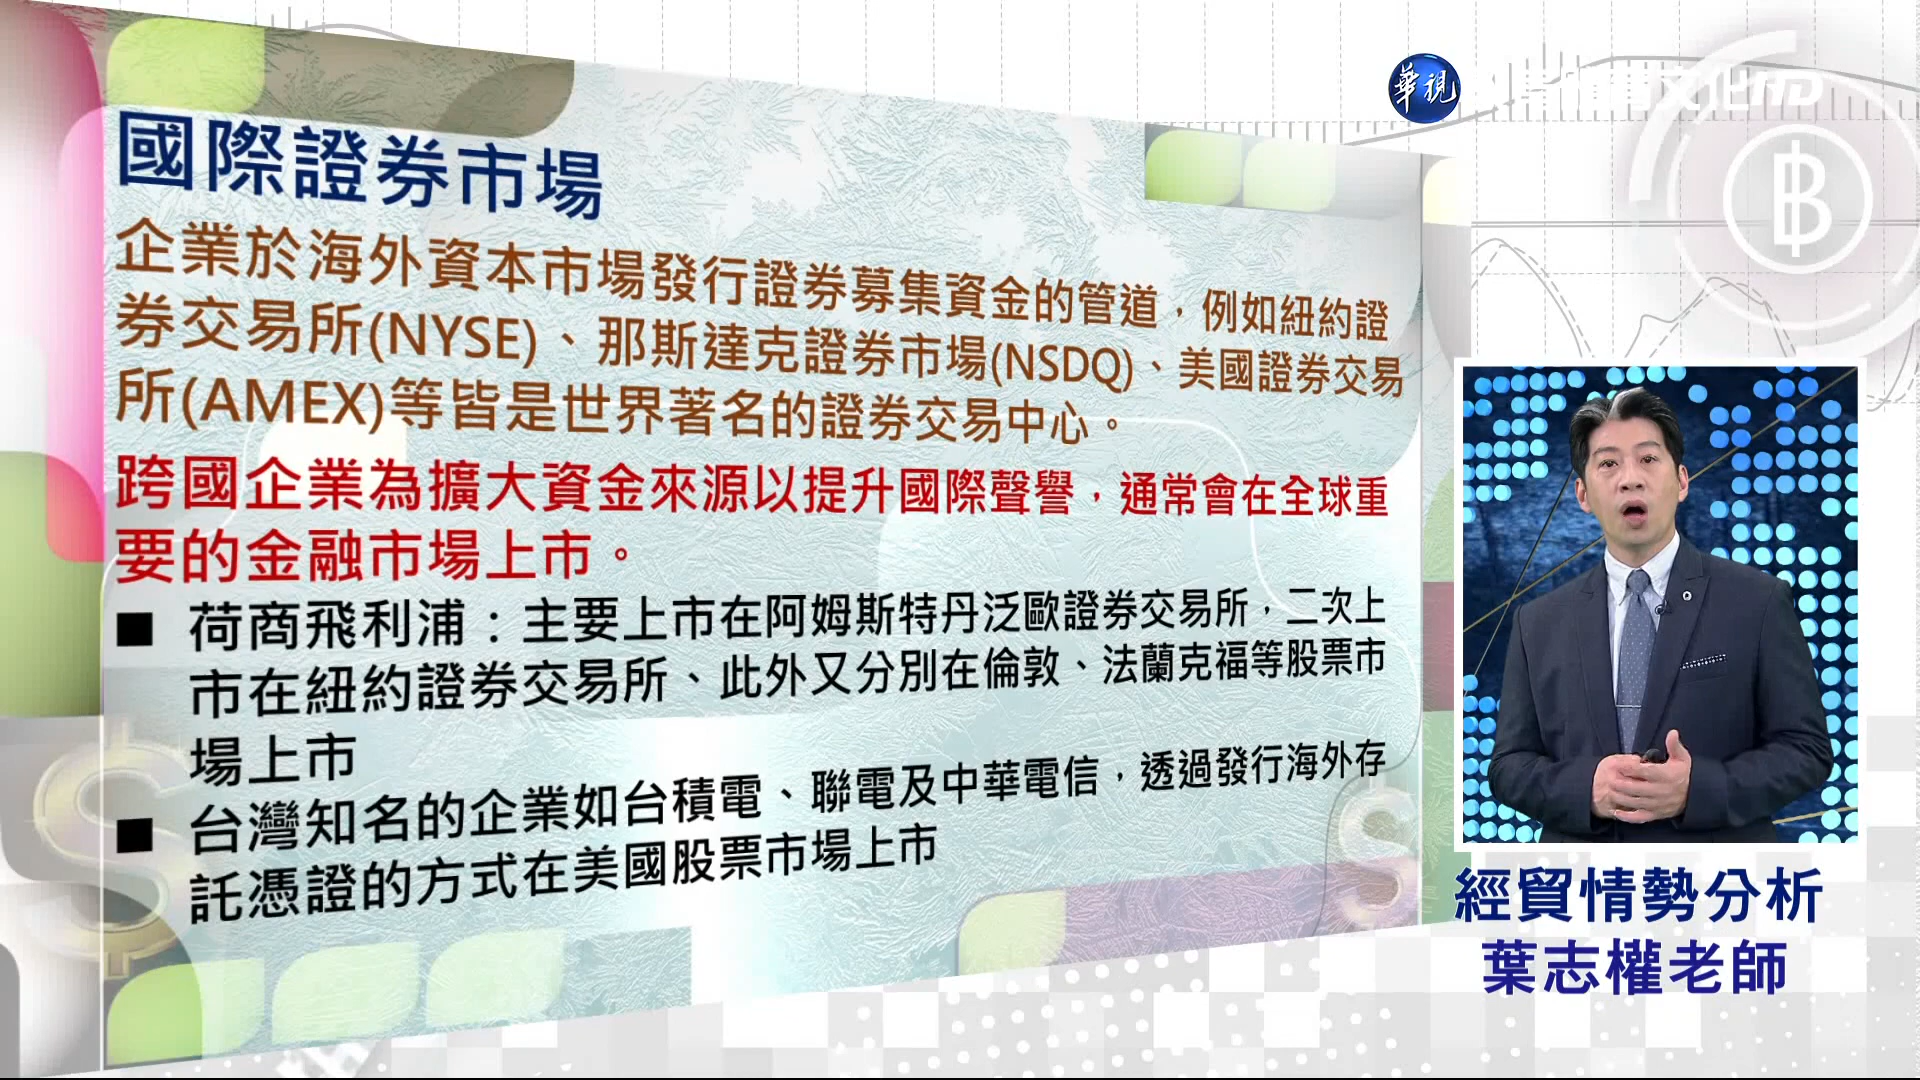 國際證券市場
企業於海外資本市場發行證券募集資金的管道，例如紐約證
券交易所(NYSE)、那斯達克證券市場(NSDQ)、美國證券交易
所(AMEX)等皆是世界著名的證券交易中心。
跨國企業為擴大資金來源以提升國際聲譽，通常會在全球重
要的金融市場上市。
■ 荷商飛利浦：主要上市在阿姆斯特丹泛歐證券交易所，二次上
市在紐約證券交易所、此外又分別在倫敦、法蘭克福等股票市
場上市
■ 台灣知名的企業如台積電、聯電及中華電信，透過發行海外存
託憑證的方式在美國股票市場上市
華視
文化HD
經貿情勢分析
葉志權老師